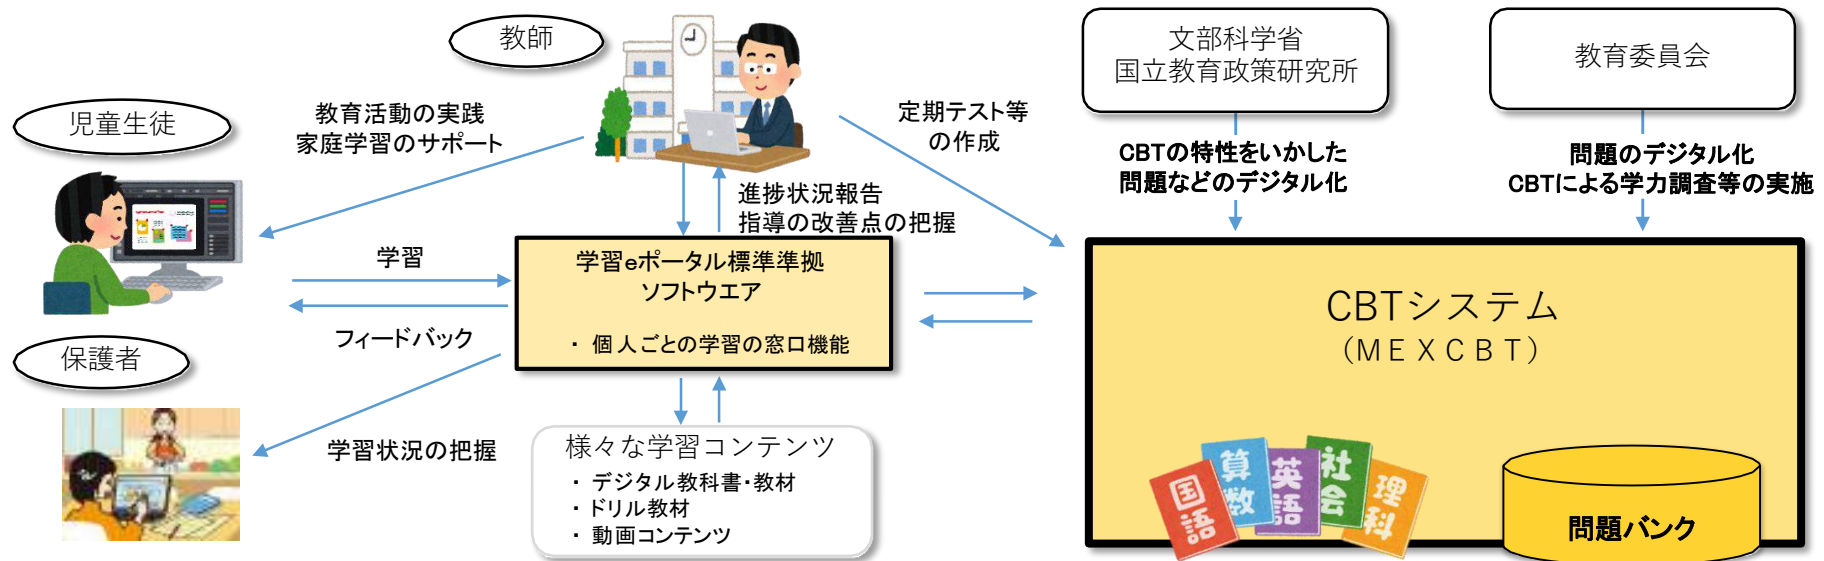 教師
文部科学省
国立教育政策研究所
教育委員会
児童生徒
教育活動の実践
家庭学習のサポート
定期テスト等
の作成
CBTの特性をいかした
問題などのデジタル化
問題のデジタル化
CBTによる学力調査等の実施
進捗状況報告
指導の改善点の把握
学習
学習eポータル標準準拠
ソフトウエア
・ 個人ごとの学習の窓口機能
フィードバック
保護者
CBTシステム
（ＭＥＸＣＢＴ）
学習状況の把握
様々な学習コンテンツ
・ デジタル教科書・教材
・ ドリル教材
・ 動画コンテンツ
国語
算数
英語
社会
理科
問題バンク